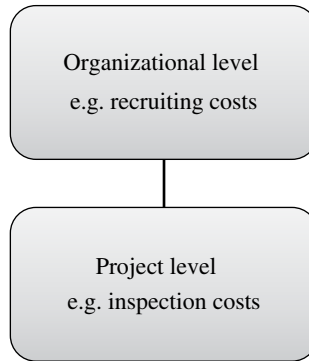 Organizational level
e.g. recruiting costs
Project level
e.g. inspection costs